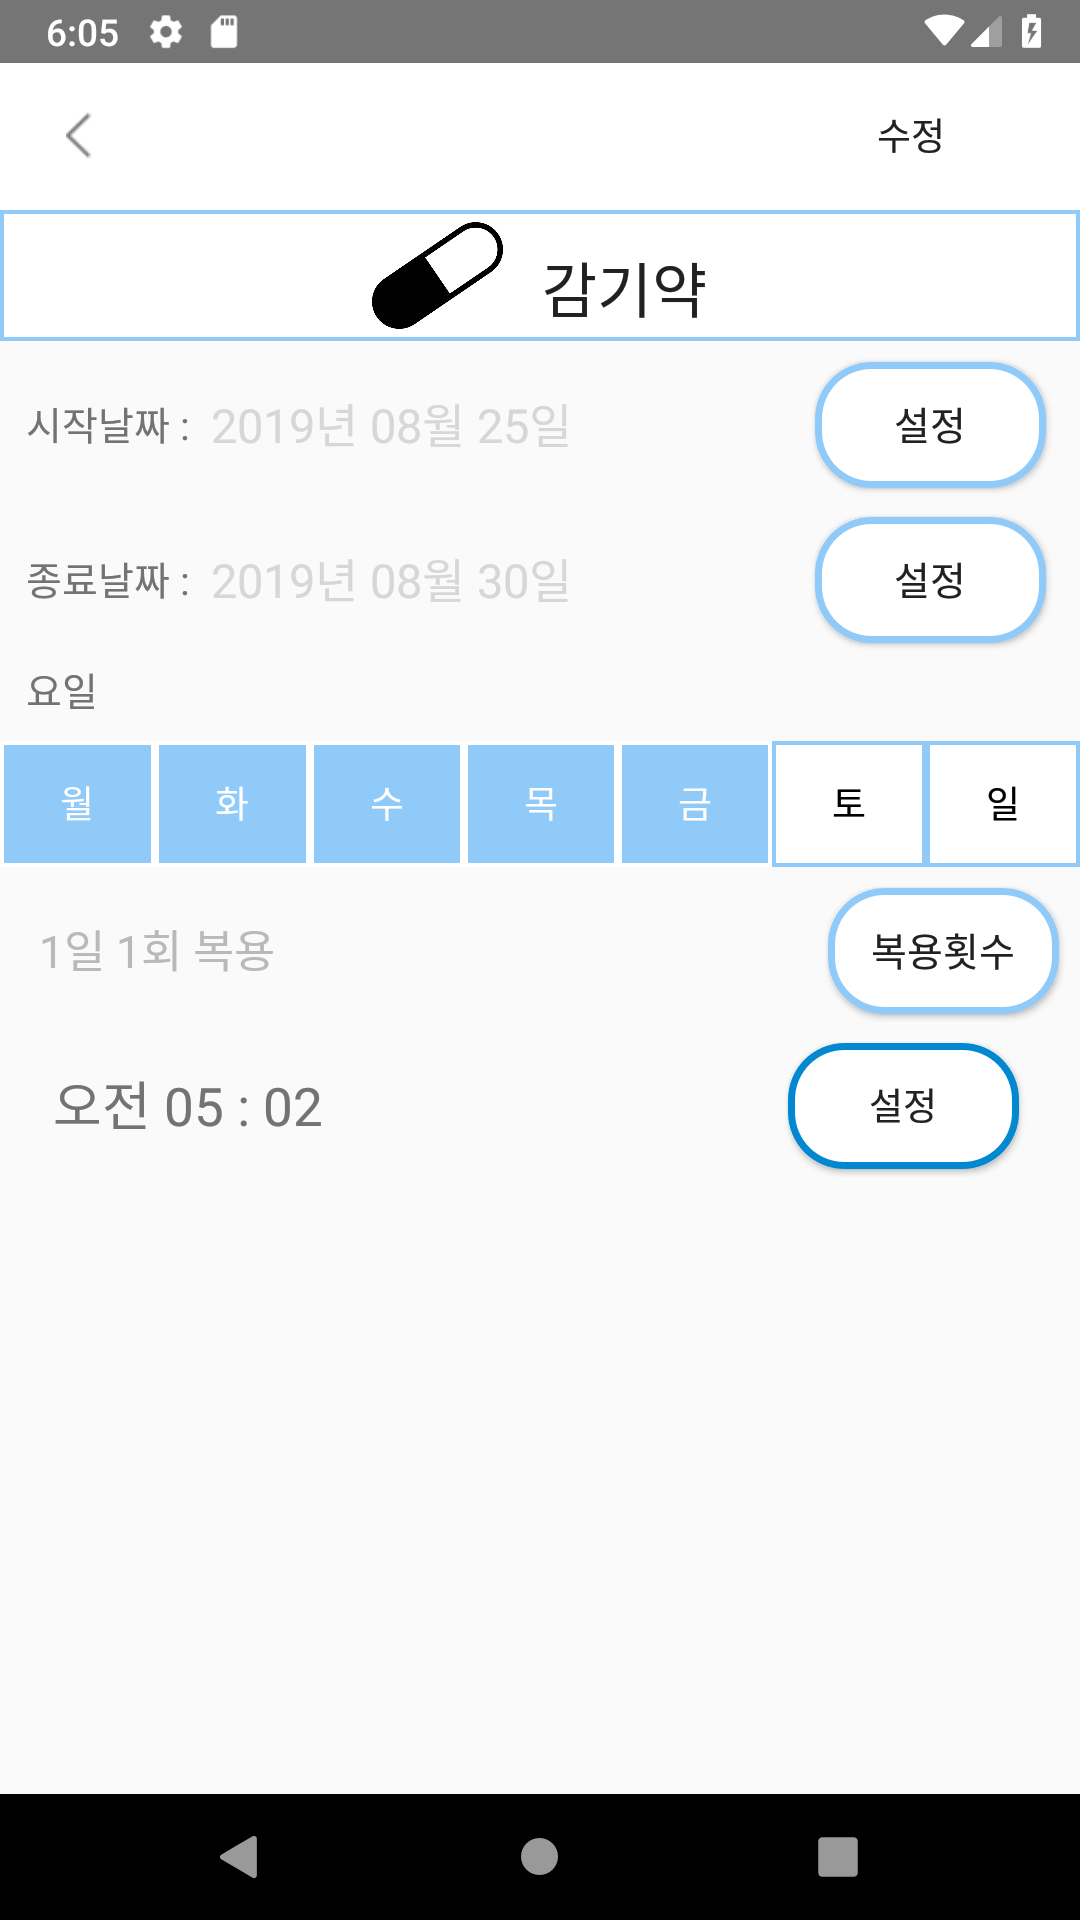 6:05
수정
감기약
시작날짜 : 2019년 08월 25일 설정
종료날짜 : 2019년 08월 30일 설정
요일
월 화 수 목 금 토 일
1일 1회 복용 복용횟수
오전 05 : 02 설정